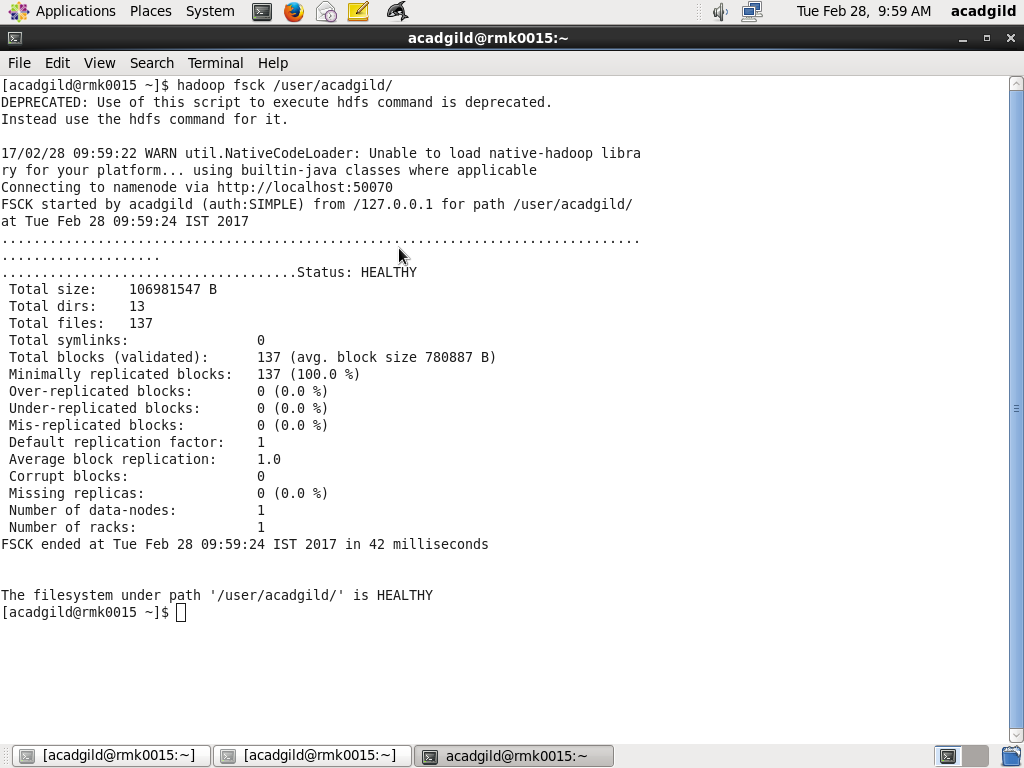 Applications Places System Tue Feb 28, 9:59 AM acadgild
acadgild@rmk0015:~
File Edit View Search Terminal Help
[acadgild@rmk0015 ~]$ hadoop fsck /user/acadgild/
DEPRECATED: Use of this script to execute hdfs command is deprecated.
Instead use the hdfs command for it.
17/02/28 09:59:22 WARN util.NativeCodeLoader: Unable to load native-hadoop libra
ry for your platform... using builtin-java classes where applicable
Connecting to namenode via http://localhost:50070
FSCK started by acadgild (auth:SIMPLE) from /127.0.0.1 for path /user/acadgild/
at Tue Feb 28 09:59:24 IST 2017
................................................................................
....................
.....................................Status: HEALTHY
Total size: 106981547 B
Total dirs: 13
Total files: 137
Total symlinks: 0
Total blocks (validated): 137 (avg. block size 780887 B)
Minimally replicated blocks: 137 (100.0 %)
Over-replicated blocks: 0 (0.0 %)
Under-replicated blocks: 0 (0.0 %)
Mis-replicated blocks: 0 (0.0 %)
Default replication factor: 1
Average block replication: 1.0
Corrupt blocks: 0
Missing replicas: 0 (0.0 %)
Number of data-nodes: 1
Number of racks: 1
FSCK ended at Tue Feb 28 09:59:24 IST 2017 in 42 milliseconds
The filesystem under path '/user/acadgild/' is HEALTHY
[acadgild@rmk0015 ~]$
[acadgild@rmk0015:~] [acadgild@rmk0015:~] acadgild@rmk0015:~